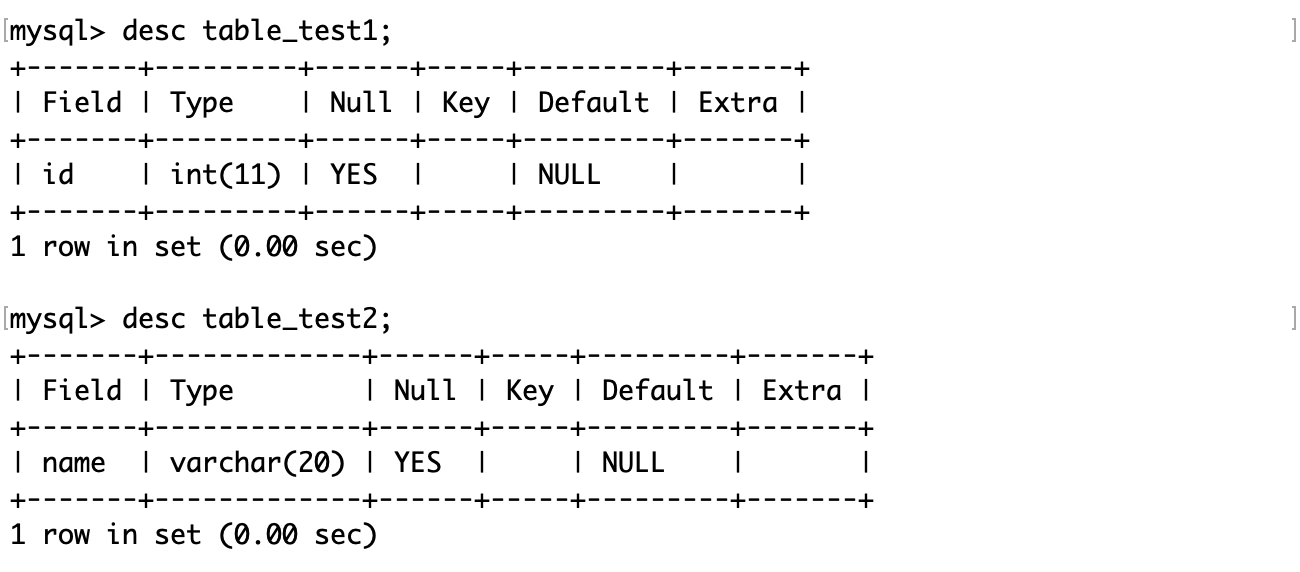 [mysql> desc table_test1; ]
+-------+---------+------+-----+---------+-------+
| Field | Type    | Null | Key | Default | Extra |
+-------+---------+------+-----+---------+-------+
| id    | int(11) | YES  |     | NULL    |       |
+-------+---------+------+-----+---------+-------+
1 row in set (0.00 sec)

[mysql> desc table_test2; ]
+-------+-------------+------+-----+---------+-------+
| Field | Type        | Null | Key | Default | Extra |
+-------+-------------+------+-----+---------+-------+
| name  | varchar(20) | YES  |     | NULL    |       |
+-------+-------------+------+-----+---------+-------+
1 row in set (0.00 sec)